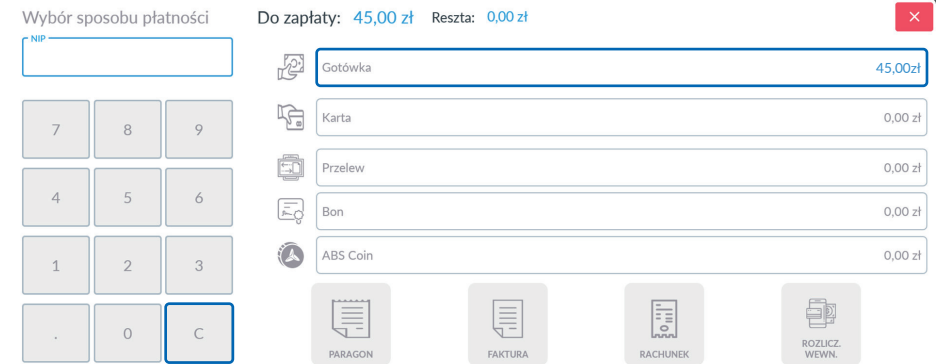 Wybór sposobu płatności
Do zapłaty: 45,00 zł Reszta: 0,00 zł
NIP
7 8 9
4 5 6
1 2 3
. 0 C
Gotówka 45,00zł
Karta 0,00 zł
Przelew 0,00 zł
Bon 0,00 zł
ABS Coin 0,00 zł
PARAGON
FAKTURA
RACHUNEK
ROZLICZ.
WEWN.